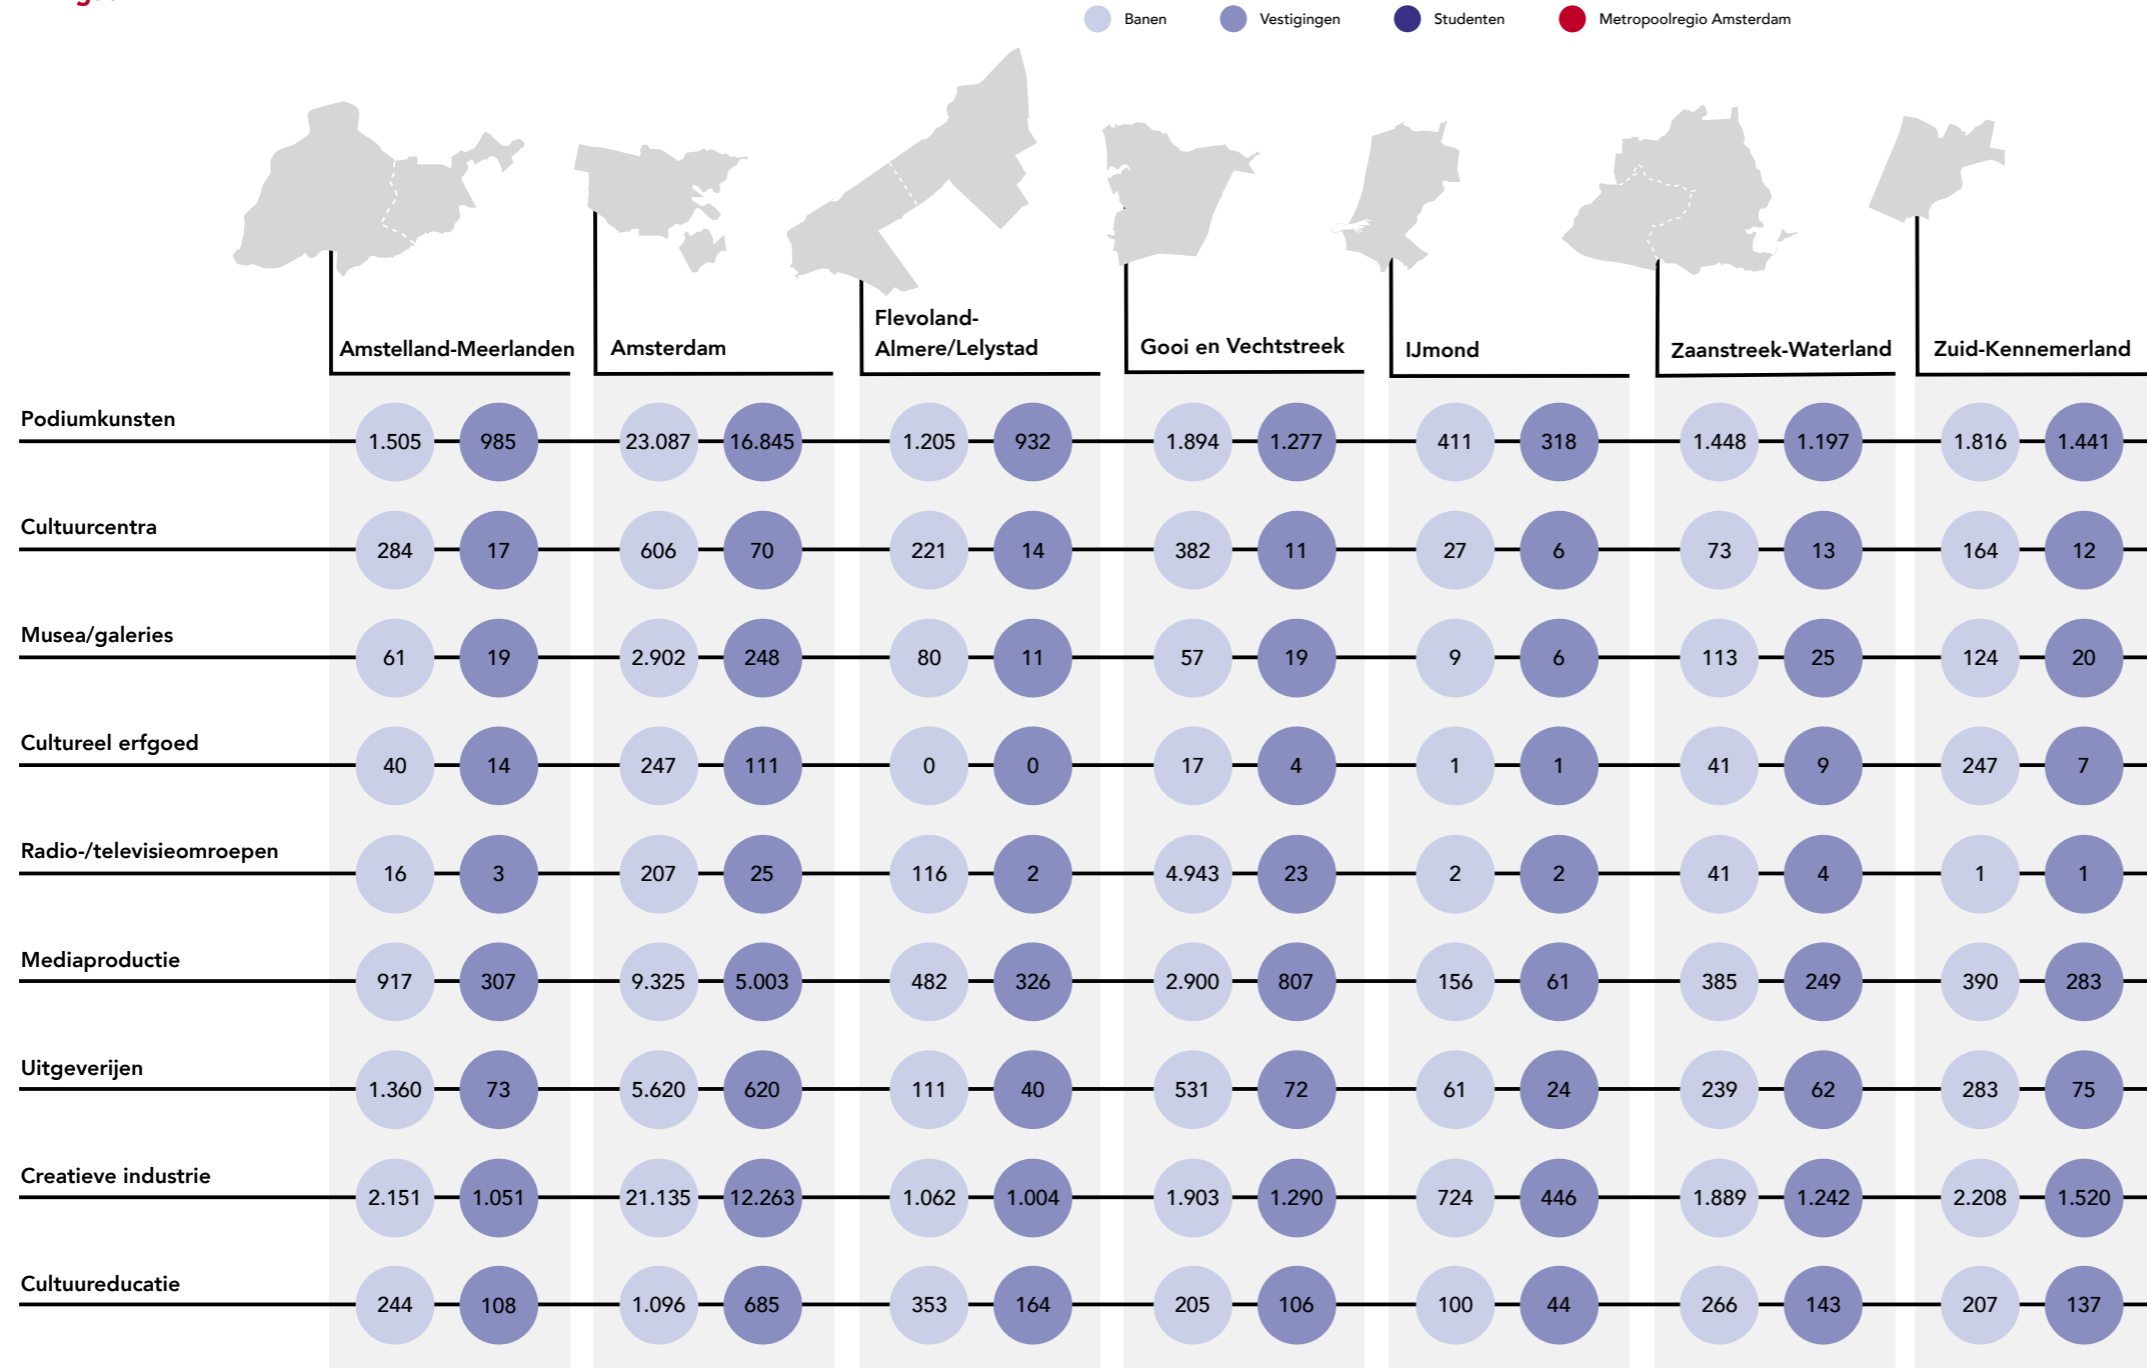 Banen Vestigingen Studenten Metropoolregio Amsterdam
Flevoland-
Amstelland-Meerlanden Amsterdam Almere/Lelystad Gooi en Vechtstreek IJmond Zaanstreek-Waterland Zuid-Kennemerland
Podiumkunsten 1.505 985 23.087 16.845 1.205 932 1.894 1.277 411 318 1.448 1.197 1.816 1.441
Cultuurcentra 284 17 606 70 221 14 382 11 27 6 73 13 164 12
Musea/galeries 61 19 2.902 248 80 11 57 19 9 6 113 25 124 20
Cultureel erfgoed 40 14 247 111 0 0 17 4 1 1 41 9 247 7
Radio-/televisieomroepen 16 3 207 25 116 2 4.943 23 2 2 41 4 1 1
Mediaproductie 917 307 9.325 5.003 482 326 2.900 807 156 61 385 249 390 283
Uitgeverijen 1.360 73 5.620 620 111 40 531 72 61 24 239 62 283 75
Creatieve industrie 2.151 1.051 21.135 12.263 1.062 1.004 1.903 1.290 724 446 1.889 1.242 2.208 1.520
Cultuureducatie 244 108 1.096 685 353 164 205 106 100 44 266 143 207 137